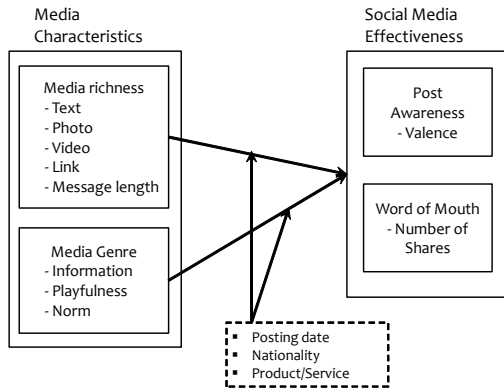 Media
Characteristics
Media richness
- Text
- Photo
- Video
- Link
- Message length
Media Genre
- Information
- Playfulness
- Norm
Social Media
Effectiveness
Post
Awareness
- Valence
Word of Mouth
- Number of
Shares
▪ Posting date
▪ Nationality
▪ Product/Service